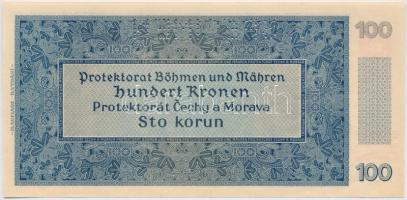 100
Protektorat Böhmen und Mähren
Hundert Kronen
Protektorát Čechy a Morava
Sto korun
100